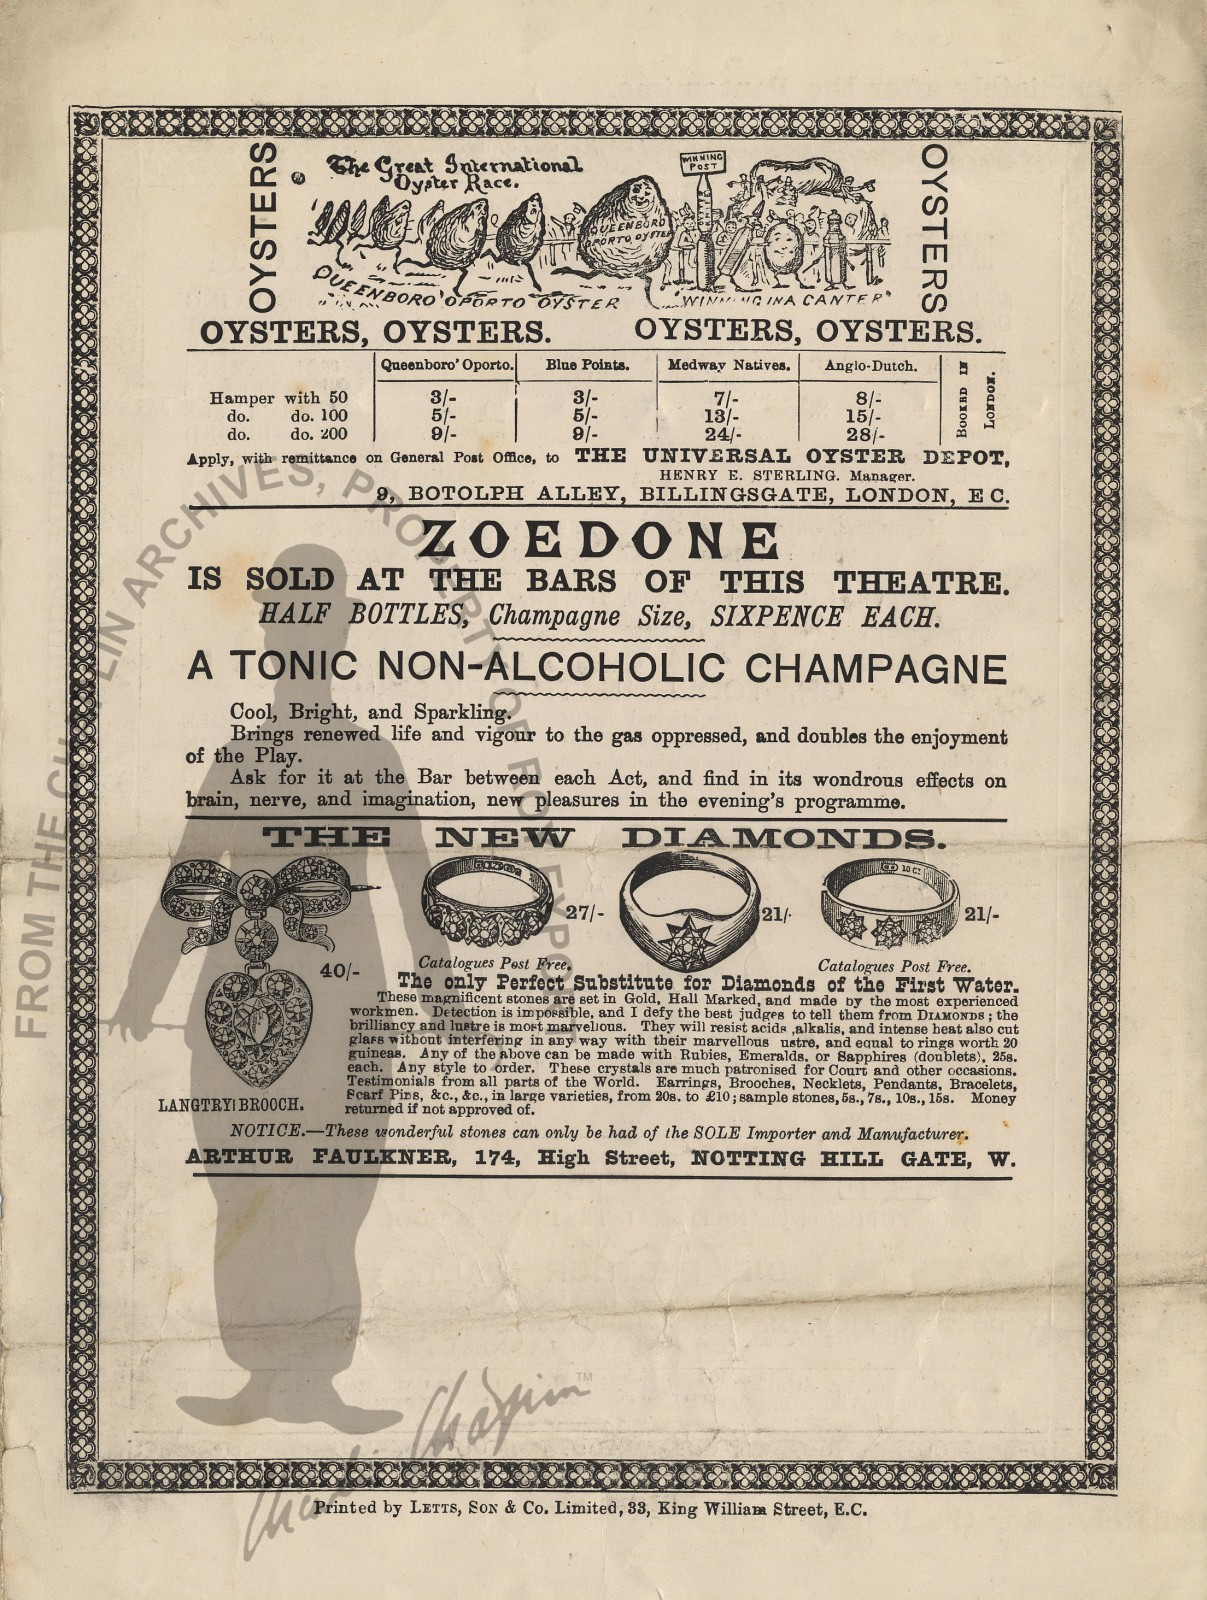 OYSTERS
The Great International
Oyster Race.
WINNING
POST
OYSTERS
QUEENBORO
OPORTO OYSTER
QUEENBORO' OPORTO OYSTER
"WINNING IN A CANTER"
OYSTERS, OYSTERS. OYSTERS, OYSTERS.
Queenboro' Oporto. Blue Points. Medway Natives. Anglo-Dutch. BOOKED IN LONDON.
Hamper with 50 3/- 3/- 7/- 8/-
do. do. 100 5/- 5/- 13/- 15/-
do. do. 200 9/- 9/- 24/- 28/-
Apply, with remittance on General Post Office, to THE UNIVERSAL OYSTER DEPOT,
HENRY E. STERLING. Manager.
9, BOTOLPH ALLEY, BILLINGSGATE, LONDON, E C.
ZOEDONE
IS SOLD AT THE BARS OF THIS THEATRE.
HALF BOTTLES, Champagne Size, SIXPENCE EACH.
A TONIC NON-ALCOHOLIC CHAMPAGNE
Cool, Bright, and Sparkling.
Brings renewed life and vigour to the gas oppressed, and doubles the enjoyment
of the Play.
Ask for it at the Bar between each Act, and find in its wondrous effects on
brain, nerve, and imagination, new pleasures in the evening's programme.
THE NEW DIAMONDS.
27/- 21/- 21/-
40/-
Catalogues Post Free. Catalogues Post Free.
The only Perfect Substitute for Diamonds of the First Water.
These magnificent stones are set in Gold, Hall Marked, and made by the most experienced
workmen. Detection is impossible, and I defy the best judges to tell them from DIAMONDS; the
brilliancy and lustre is most marvellous. They will resist acids ,alkalis, and intense heat also cut
glass without interfering in any way with their marvellous ustre, and equal to rings worth 20
guineas. Any of the above can be made with Rubies, Emeralds. or Sapphires (doublets), 25s.
each. Any style to order. These crystals are much patronised for Court and other occasions.
Testimonials from all parts of the World. Earrings, Brooches, Necklets, Pendants, Bracelets,
Scarf Pins, &c., &c., in large varieties, from 20s. to £10; sample stones, 5s., 7s., 10s., 15s. Money
returned if not approved of.
LANGTRY BROOCH.
NOTICE.—These wonderful stones can only be had of the SOLE Importer and Manufacturer.
ARTHUR FAULKNER, 174, High Street, NOTTING HILL GATE, W.
Printed by LETTS, SON & Co. Limited, 33, King William Street, E.C.
FROM THE CHAPLIN ARCHIVES, PROPERTY OF ROY EXPORT
Charlie Chaplin™